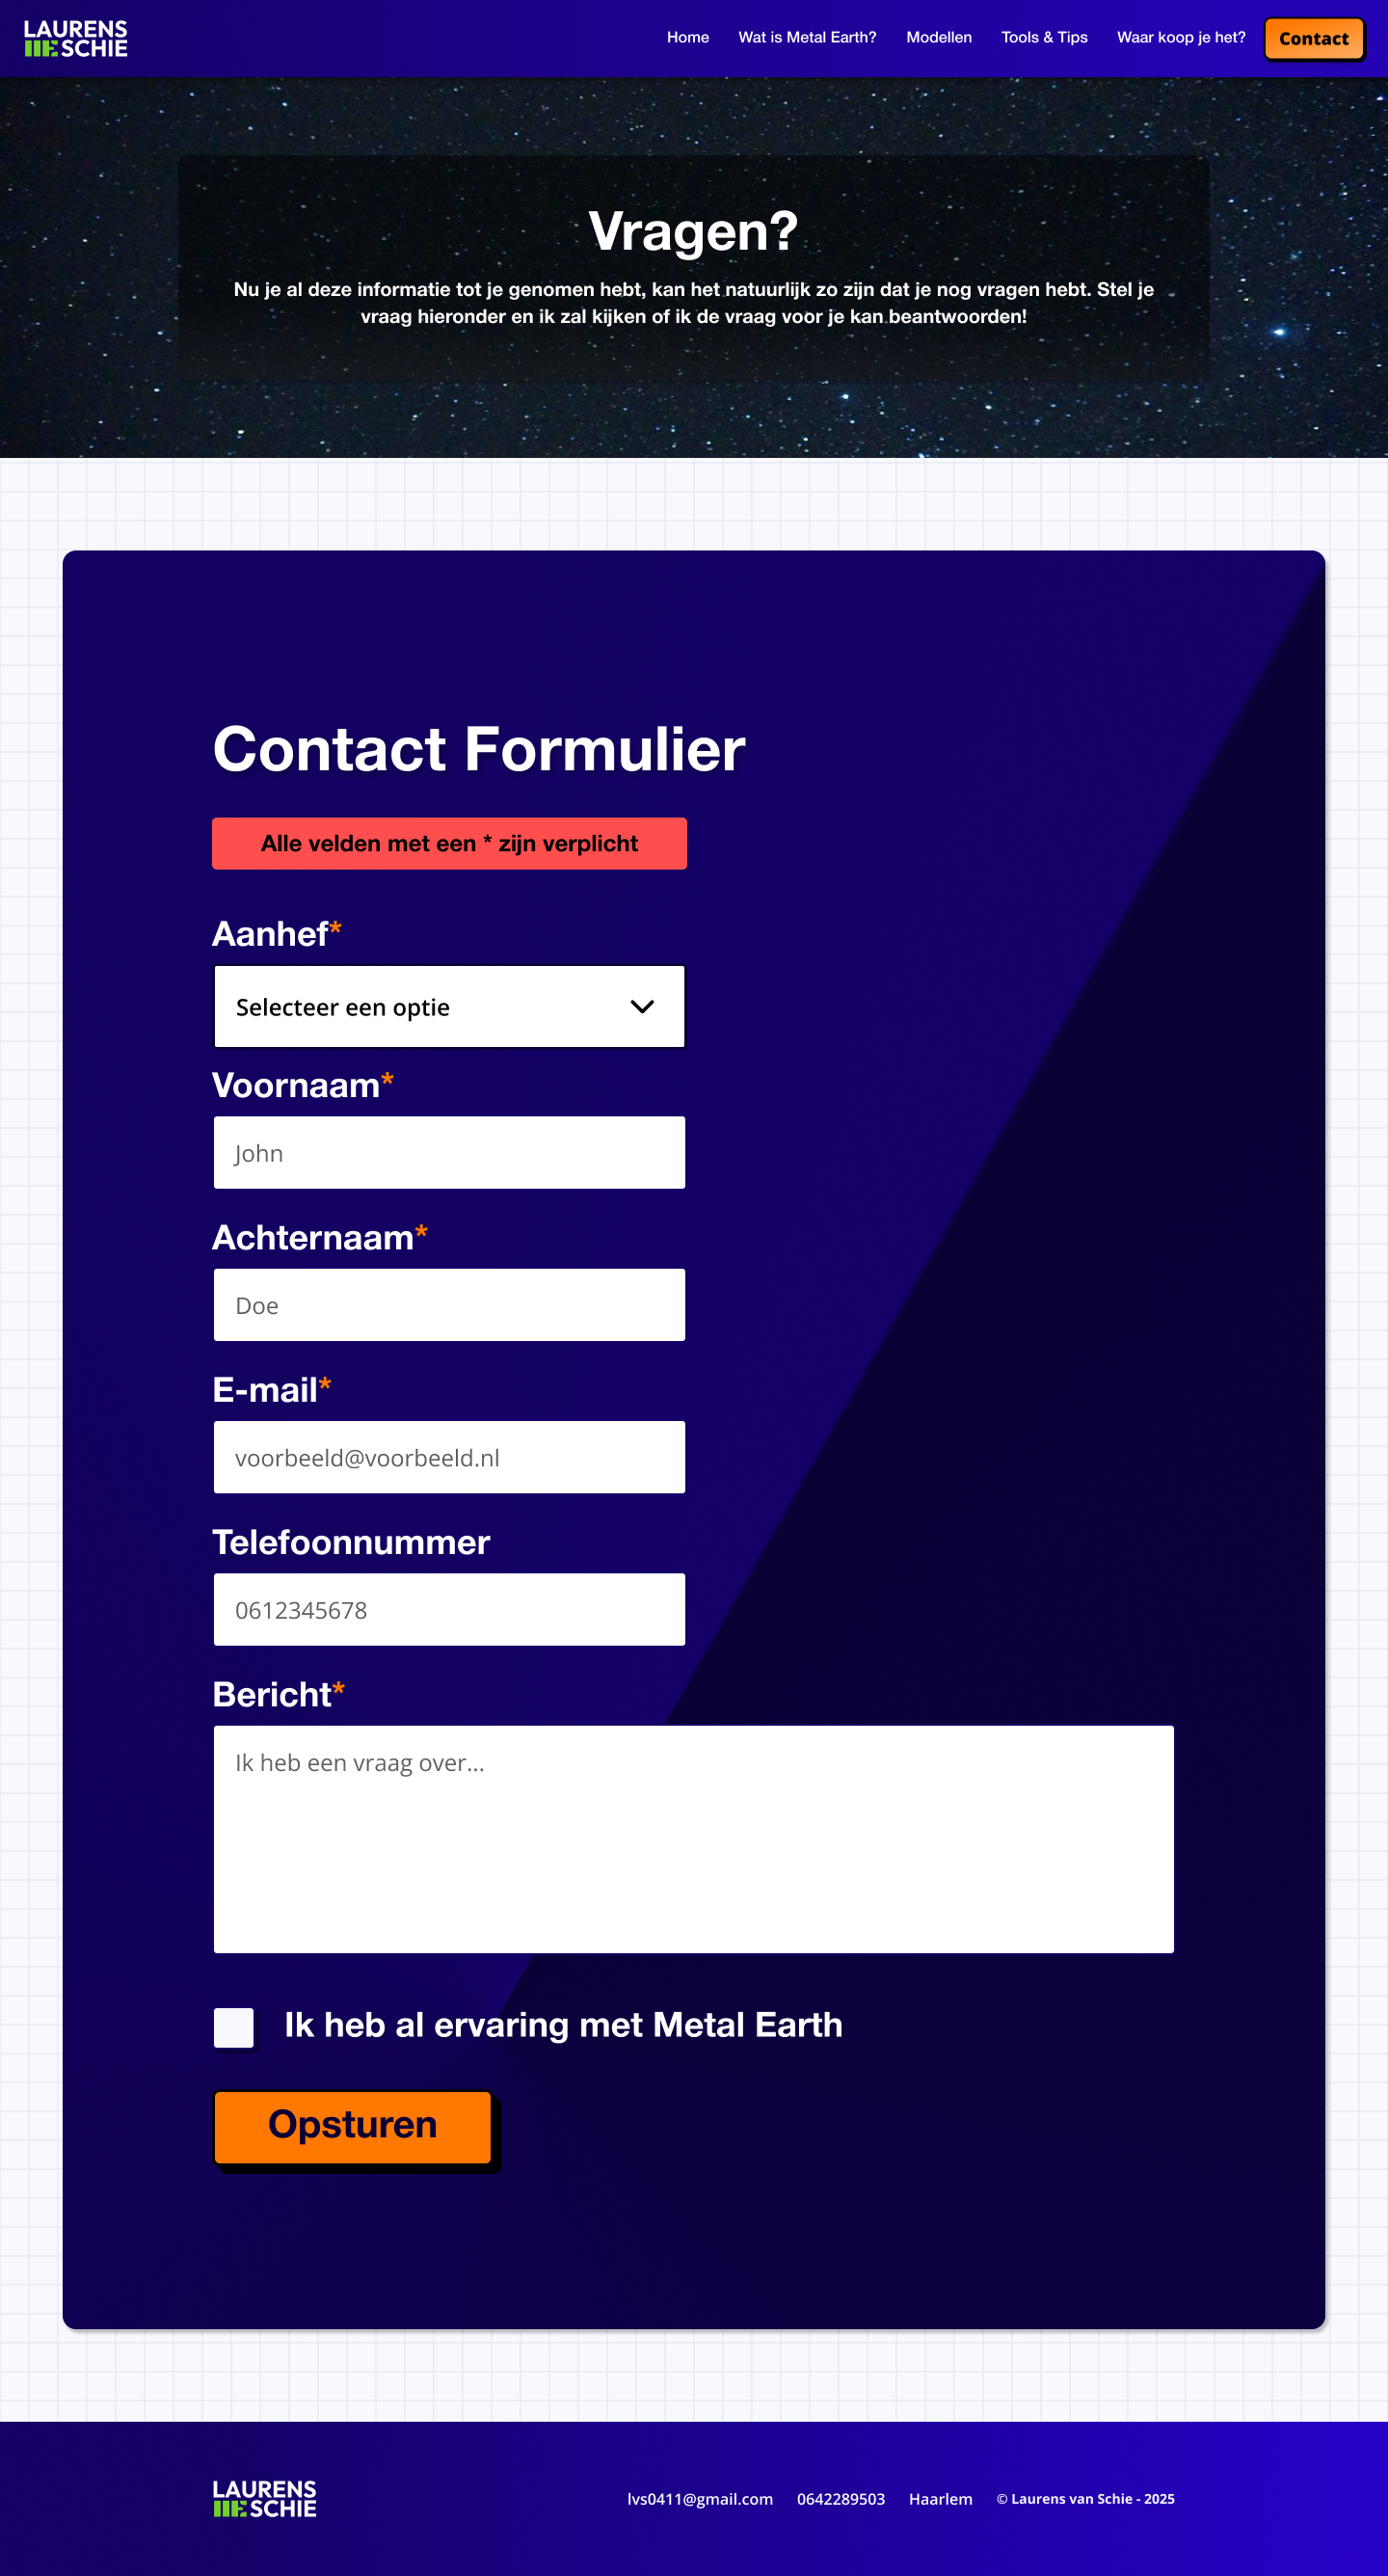 LAURENS
SCHIE
Home Wat is Metal Earth? Modellen Tools & Tips Waar koop je het? Contact
Vragen?
Nu je al deze informatie tot je genomen hebt, kan het natuurlijk zo zijn dat je nog vragen hebt. Stel je
vraag hieronder en ik zal kijken of ik de vraag voor je kan beantwoorden!
Contact Formulier
Alle velden met een * zijn verplicht
Aanhef*
Selecteer een optie
Voornaam*
John
Achternaam*
Doe
E-mail*
voorbeeld@voorbeeld.nl
Telefoonnummer
0612345678
Bericht*
Ik heb een vraag over...
Ik heb al ervaring met Metal Earth
Opsturen
LAURENS
SCHIE
lvs0411@gmail.com 0642289503 Haarlem © Laurens van Schie - 2025